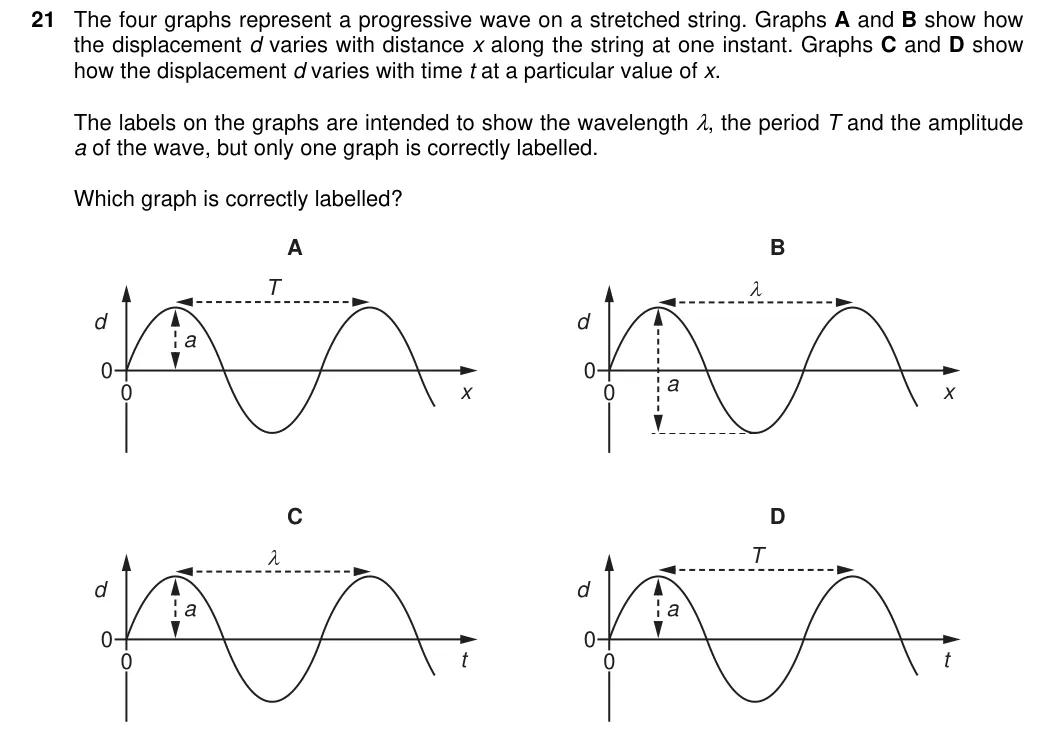 21 The four graphs represent a progressive wave on a stretched string. Graphs A and B show how
the displacement d varies with distance x along the string at one instant. Graphs C and D show
how the displacement d varies with time t at a particular value of x.
The labels on the graphs are intended to show the wavelength λ, the period T and the amplitude
a of the wave, but only one graph is correctly labelled.
Which graph is correctly labelled?
A
T
d
a
0
0
x
B
λ
d
0
a
0
x
C
λ
d
a
0
0
t
D
T
d
a
0
0
t